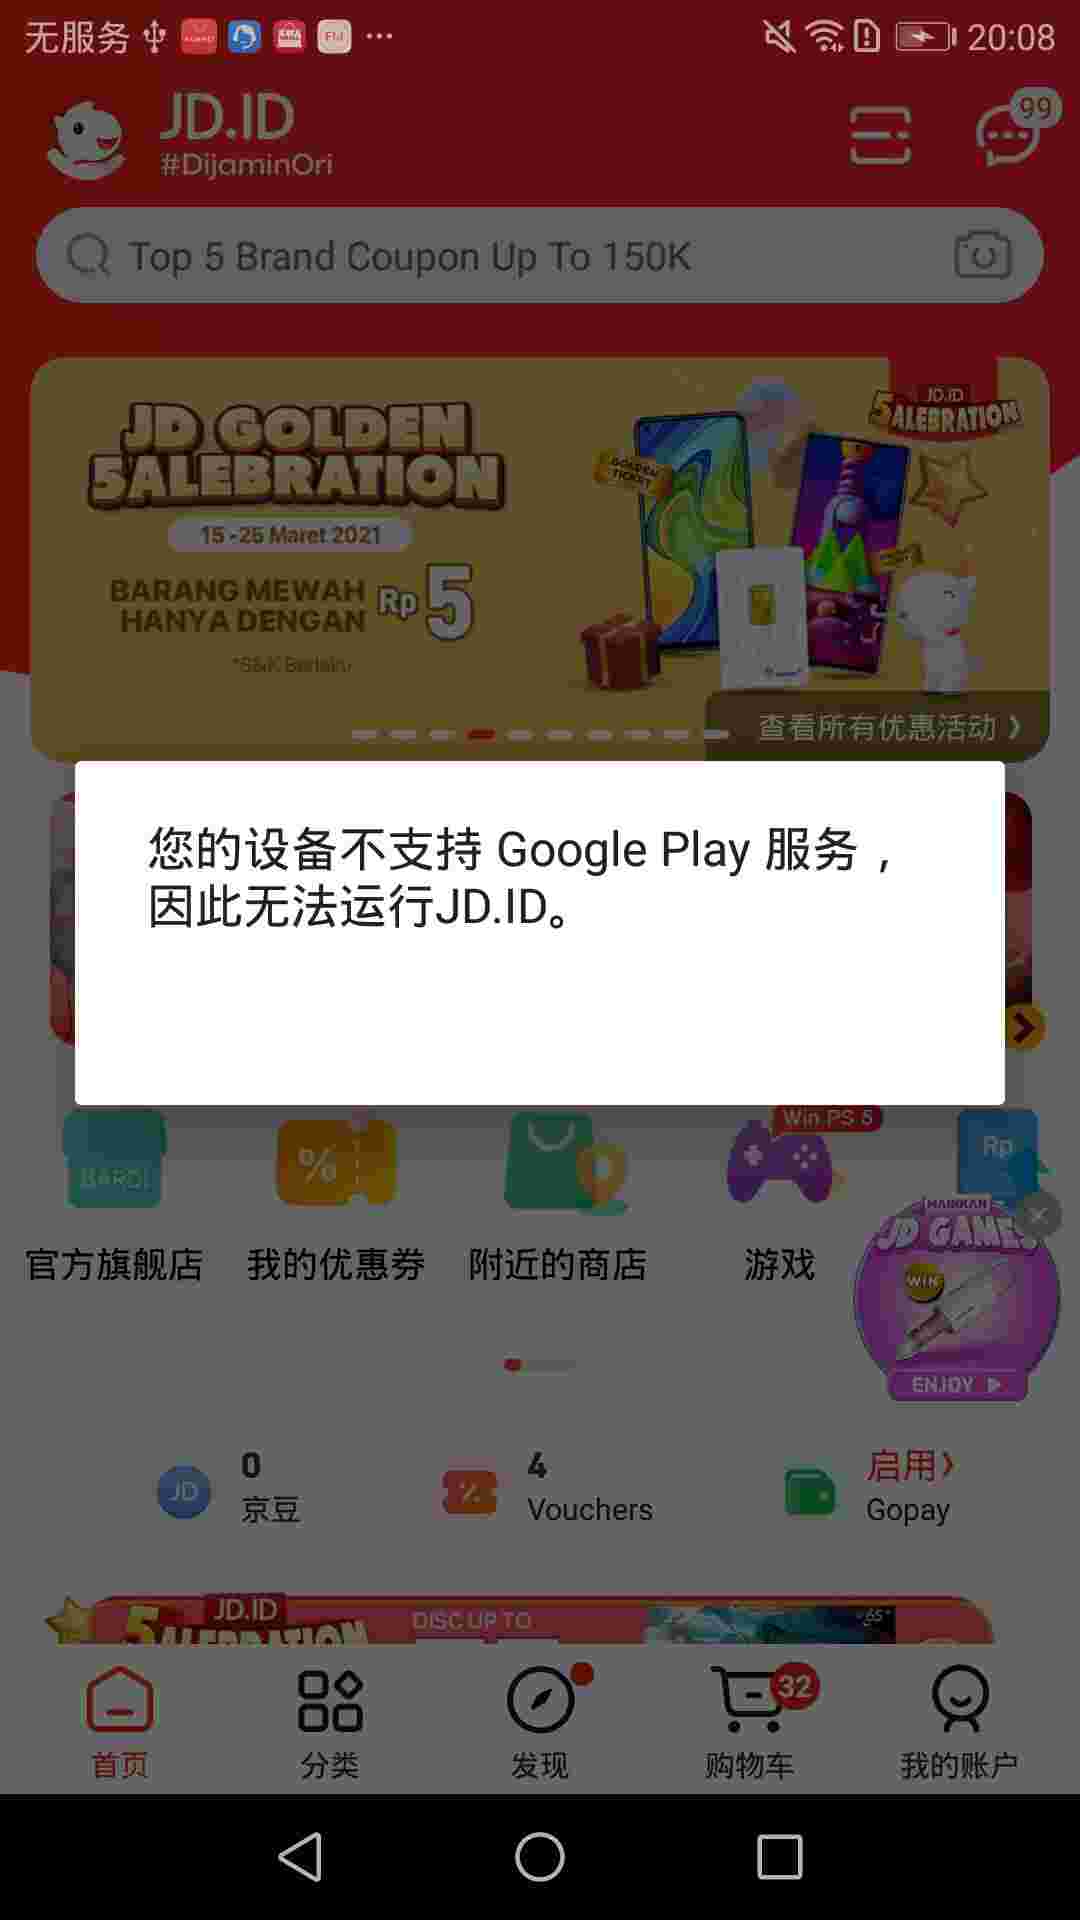 无服务
20:08
JD.ID
#DijaminOri
99
Top 5 Brand Coupon Up To 150K
JD GOLDEN
5ALEBRATION
15 - 25 Maret 2021
BARANG MEWAH
HANYA DENGAN
Rp 5
*S&K Berlaku
GOLDEN
TICKET
JD.ID
5ALEBRATION
查看所有优惠活动
您的设备不支持 Google Play 服务，
因此无法运行JD.ID。
BARDI
%
Win PS 5
Rp
官方旗舰店
我的优惠券
附近的商店
游戏
MAINKAN
JD GAMES
WIN
ENJOY
JD
0
京豆
4
Vouchers
启用
Gopay
JD.ID
5ALEBRATION
DISC UP TO
65"
32
首页
分类
发现
购物车
我的账户